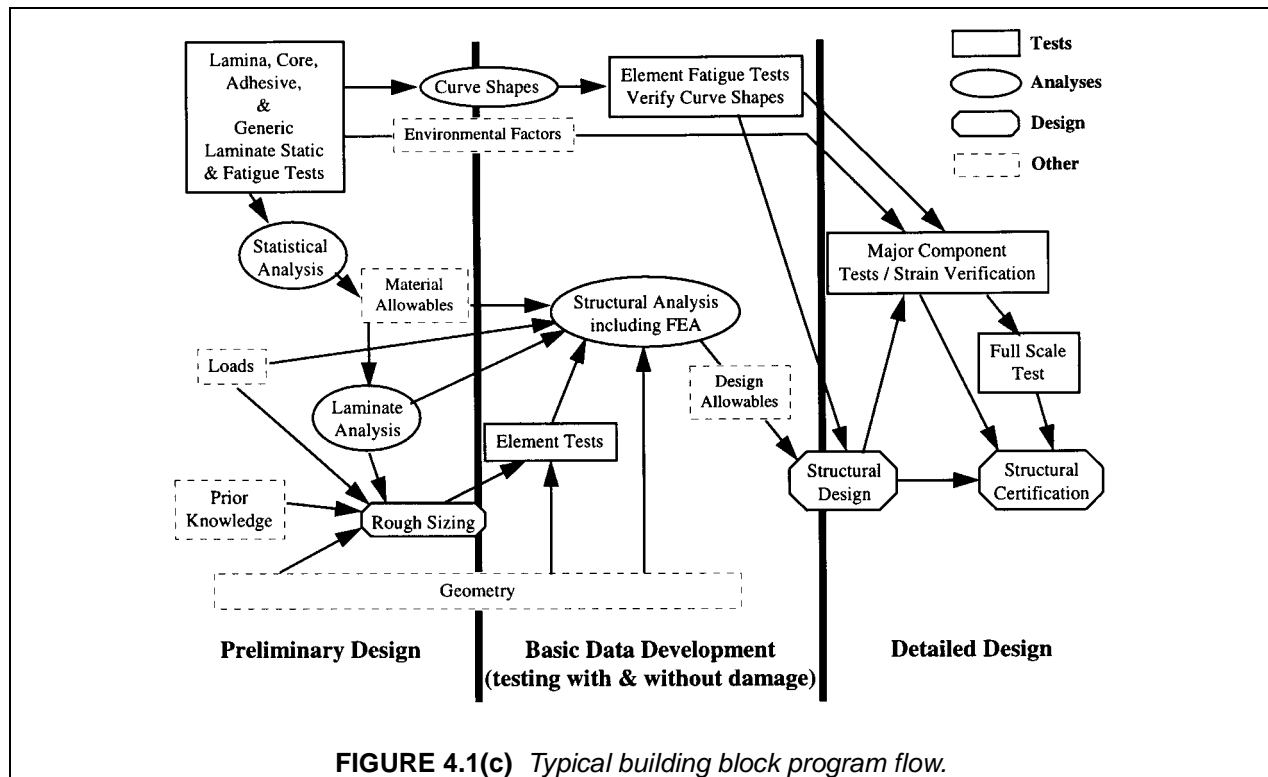 Lamina, Core,
Adhesive,
&
Generic
Laminate Static
& Fatigue Tests
Curve Shapes
Element Fatigue Tests
Verify Curve Shapes
Tests
Analyses
Design
Other
Environmental Factors
Statistical
Analysis
Material
Allowables
Structural Analysis
including FEA
Major Component
Tests / Strain Verification
Loads
Laminate
Analysis
Design
Allowables
Full Scale
Test
Element Tests
Prior
Knowledge
Rough Sizing
Structural
Design
Structural
Certification
Geometry
Preliminary Design
Basic Data Development
(testing with & without damage)
Detailed Design
FIGURE 4.1(c) Typical building block program flow.